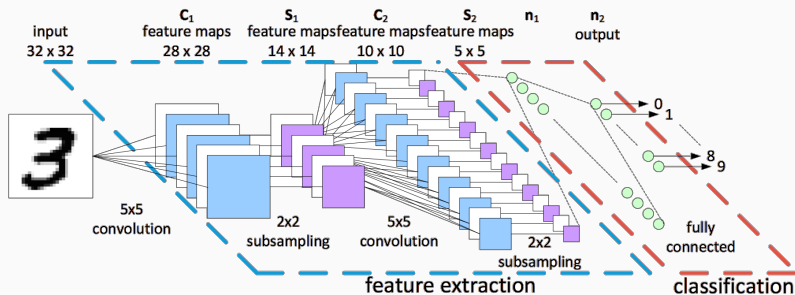 input
32 x 32
C1
feature maps
28 x 28
S1
feature maps
14 x 14
C2
feature maps
10 x 10
S2
feature maps
5 x 5
n1
n2
output
3
0
1
8
9
5x5
convolution
2x2
subsampling
5x5
convolution
2x2
subsampling
fully
connected
feature extraction
classification